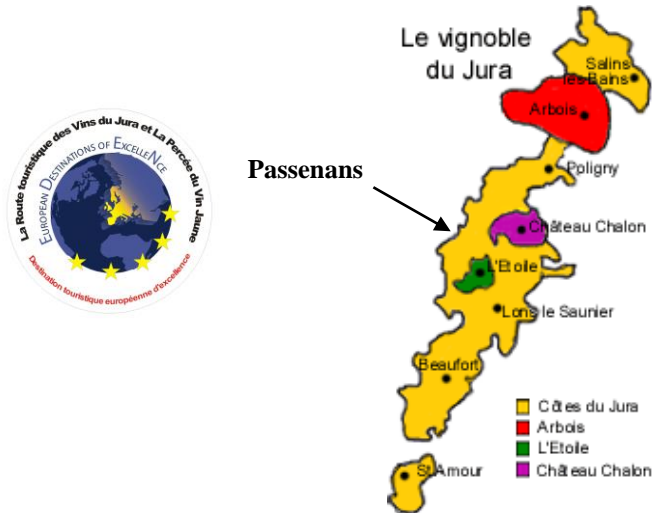 Le vignoble
du Jura
Salins
les Bains
Arbois
Poligny
Château Chalon
L'Etoile
Lons le Saunier
Beaufort
St Amour
Passenans
La Route touristique des Vins du Jura et La Percée du Vin Jaune
EUROPEAN DESTINATIONS OF EXCELLENCE
Destination touristique européenne d'excellence
Côtes du Jura
Arbois
L'Etoile
Château Chalon